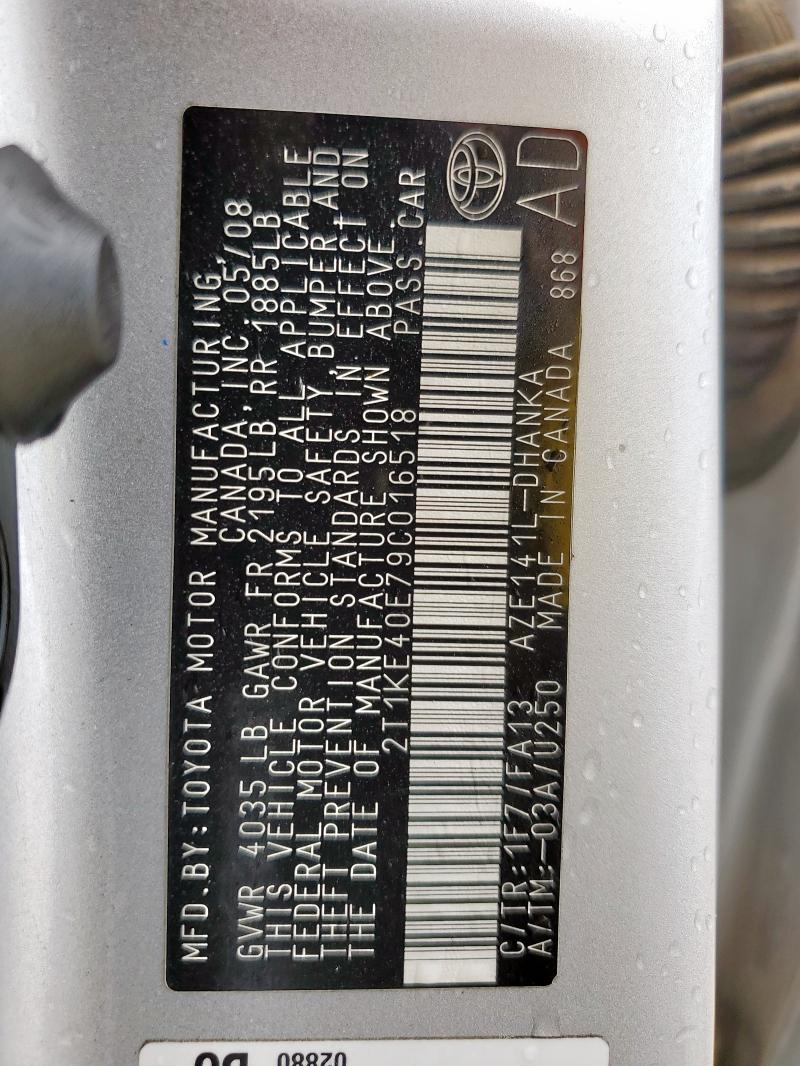 MFD.BY:TOYOTA MOTOR MANUFACTURING,
CANADA, INC. 05/08
GVWR 4035 LB GAWR FR 2195LB, RR 1885LB
THIS VEHICLE CONFORMS TO ALL APPLICABLE
FEDERAL MOTOR VEHICLE SAFETY, BUMPER AND
THEFT PREVENTION STANDARDS IN EFFECT ON
THE DATE OF MANUFACTURE SHOWN ABOVE.
2T1KE40E79C016518 PASS.CAR
C/TR:1F7/FA13 AZE141L-DHANKA
A/TM:-03A/U250 MADE IN CANADA 868 AD
02880